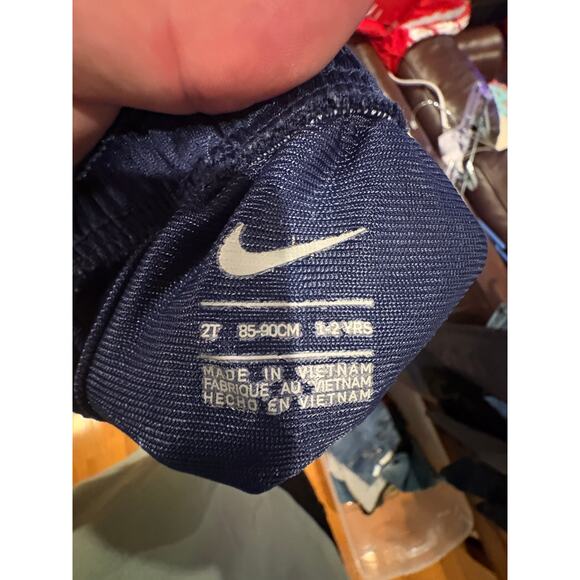 2T 85-90CM 1-2 YRS
MADE IN VIETNAM
FABRIQUE AU VIETNAM
HECHO EN VIETNAM